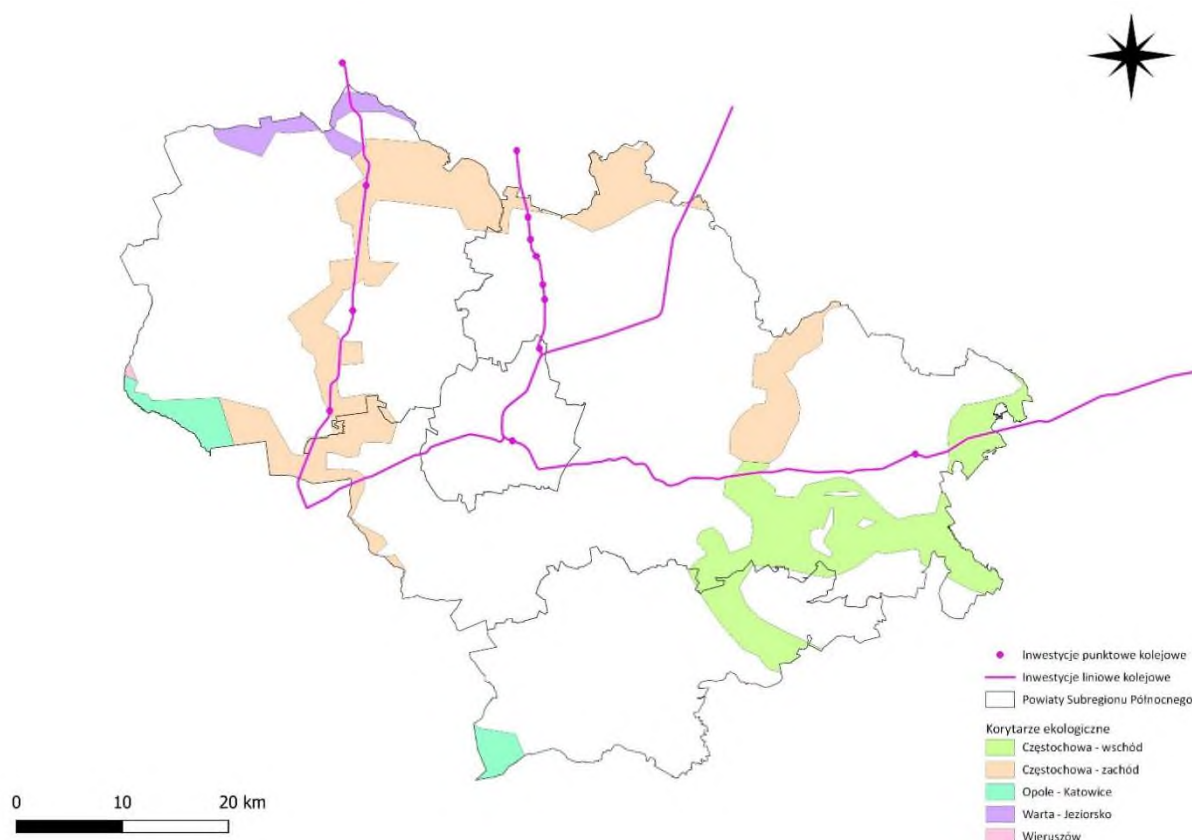 Inwestycje punktowe kolejowe
Inwestycje liniowe kolejowe
Powiaty Subregionu Północnego
Korytarze ekologiczne
Częstochowa - wschód
Częstochowa - zachód
Opole - Katowice
Warta - Jeziorsko
Wieruszów
0 10 20 km